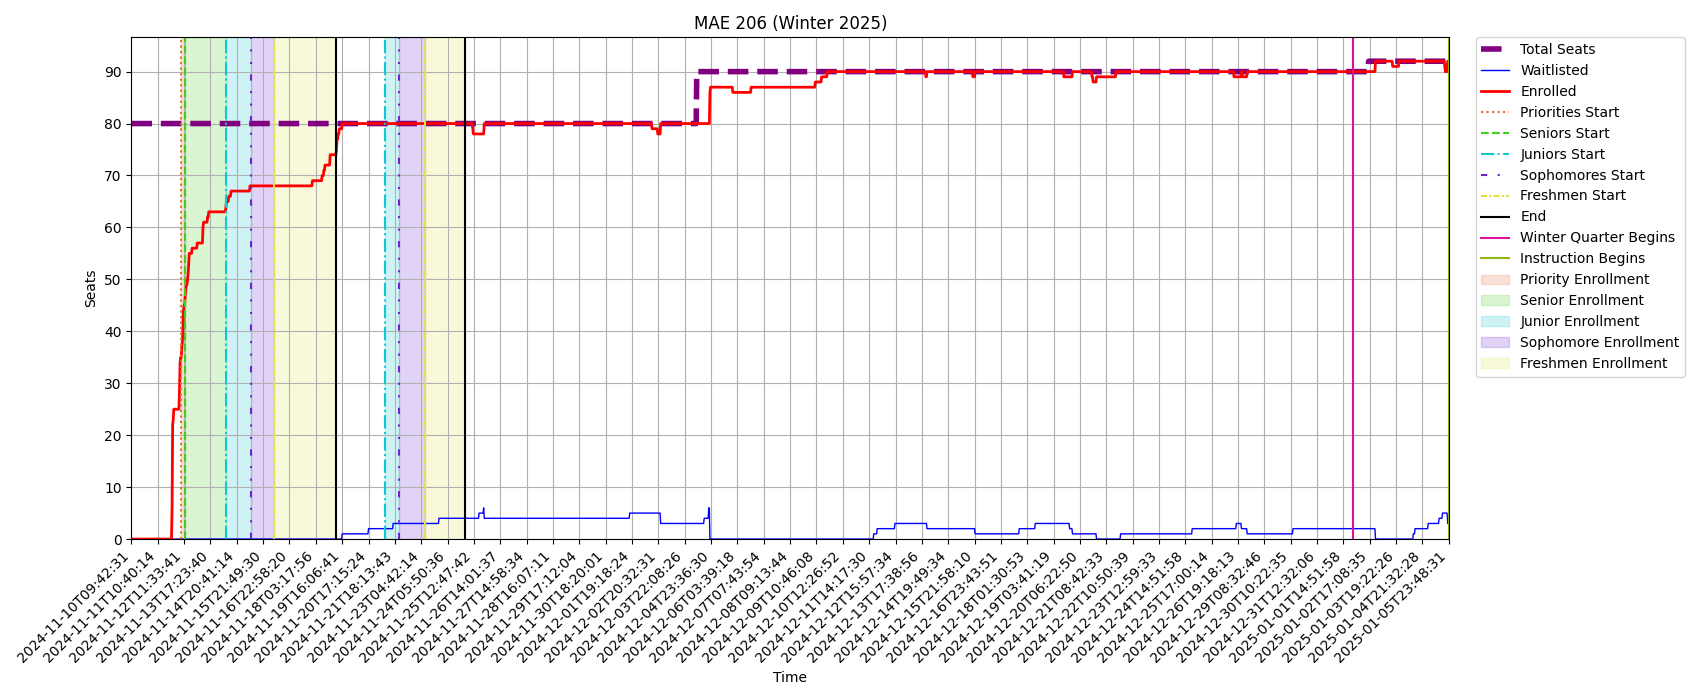 MAE 206 (Winter 2025)
Seats
90
80
70
60
50
40
30
20
10
0
2024-11-10T09:42:31
2024-11-11T10:40:14
2024-11-12T11:33:41
2024-11-13T17:23:40
2024-11-14T20:41:14
2024-11-15T21:49:30
2024-11-16T22:58:20
2024-11-18T03:17:56
2024-11-19T16:06:41
2024-11-20T17:15:24
2024-11-21T18:13:43
2024-11-23T04:42:14
2024-11-24T05:50:36
2024-11-25T12:47:42
2024-11-26T14:01:37
2024-11-27T14:58:34
2024-11-28T16:07:11
2024-11-29T17:12:04
2024-11-30T18:20:01
2024-12-01T19:18:24
2024-12-02T20:32:31
2024-12-03T22:08:26
2024-12-04T23:36:30
2024-12-06T03:39:18
2024-12-07T07:43:54
2024-12-08T09:13:44
2024-12-09T10:46:08
2024-12-10T12:26:52
2024-12-11T14:17:30
2024-12-12T15:57:34
2024-12-13T17:38:56
2024-12-14T19:49:34
2024-12-15T21:58:10
2024-12-16T23:43:51
2024-12-18T01:30:53
2024-12-19T03:41:19
2024-12-20T06:22:50
2024-12-21T08:42:33
2024-12-22T10:50:39
2024-12-23T12:59:33
2024-12-24T14:51:58
2024-12-25T17:00:14
2024-12-26T19:18:13
2024-12-29T08:32:46
2024-12-30T10:22:35
2024-12-31T12:32:06
2025-01-01T14:51:58
2025-01-02T17:08:35
2025-01-03T19:22:26
2025-01-04T21:32:28
2025-01-05T23:48:31
Time
Total Seats
Waitlisted
Enrolled
Priorities Start
Seniors Start
Juniors Start
Sophomores Start
Freshmen Start
End
Winter Quarter Begins
Instruction Begins
Priority Enrollment
Senior Enrollment
Junior Enrollment
Sophomore Enrollment
Freshmen Enrollment